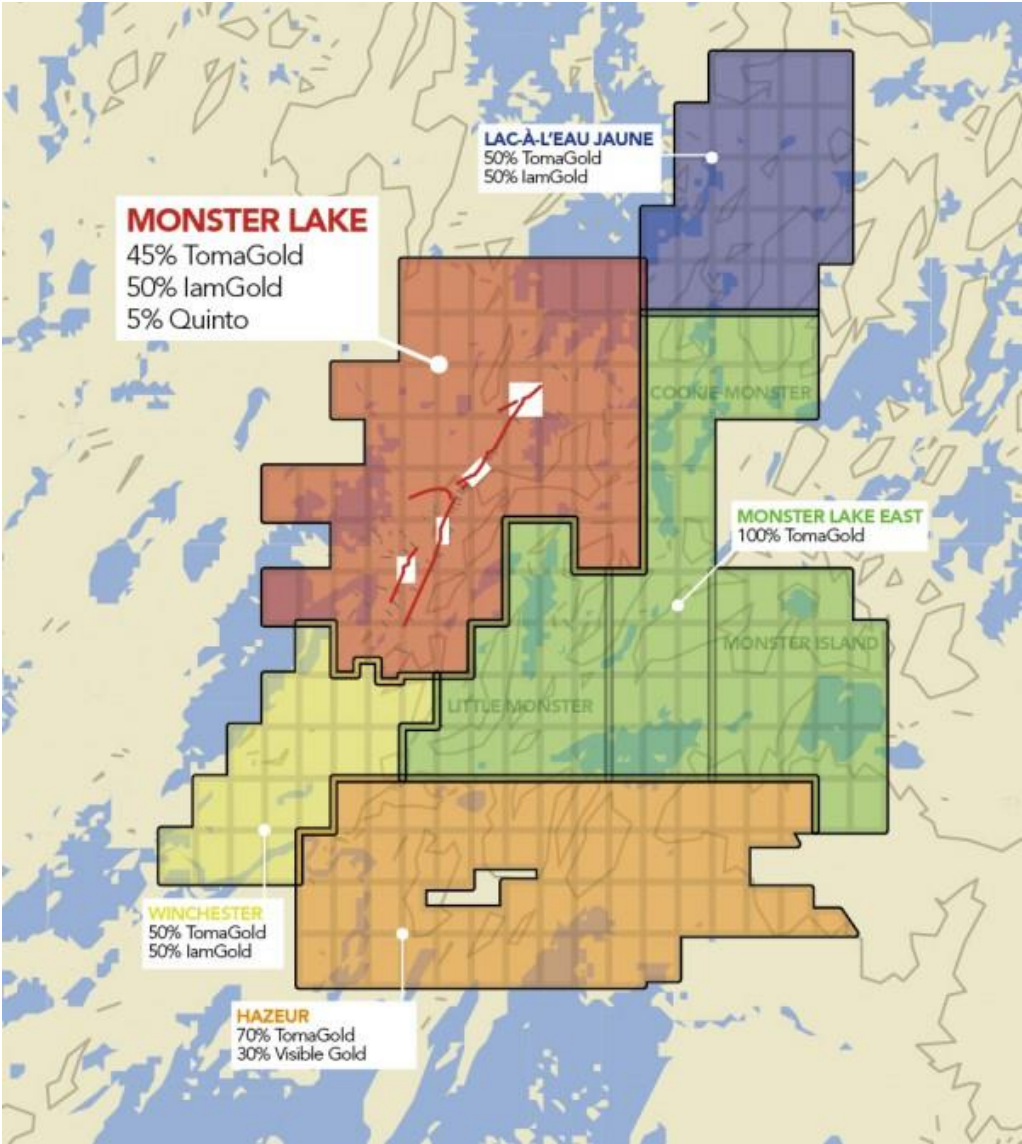 LAC-À-L'EAU JAUNE
50% TomaGold
50% IamGold
MONSTER LAKE
45% TomaGold
50% IamGold
5% Quinto
COOKIE MONSTER
MONSTER LAKE EAST
100% TomaGold
MONSTER ISLAND
LITTLE MONSTER
WINCHESTER
50% TomaGold
50% IamGold
HAZEUR
70% TomaGold
30% Visible Gold